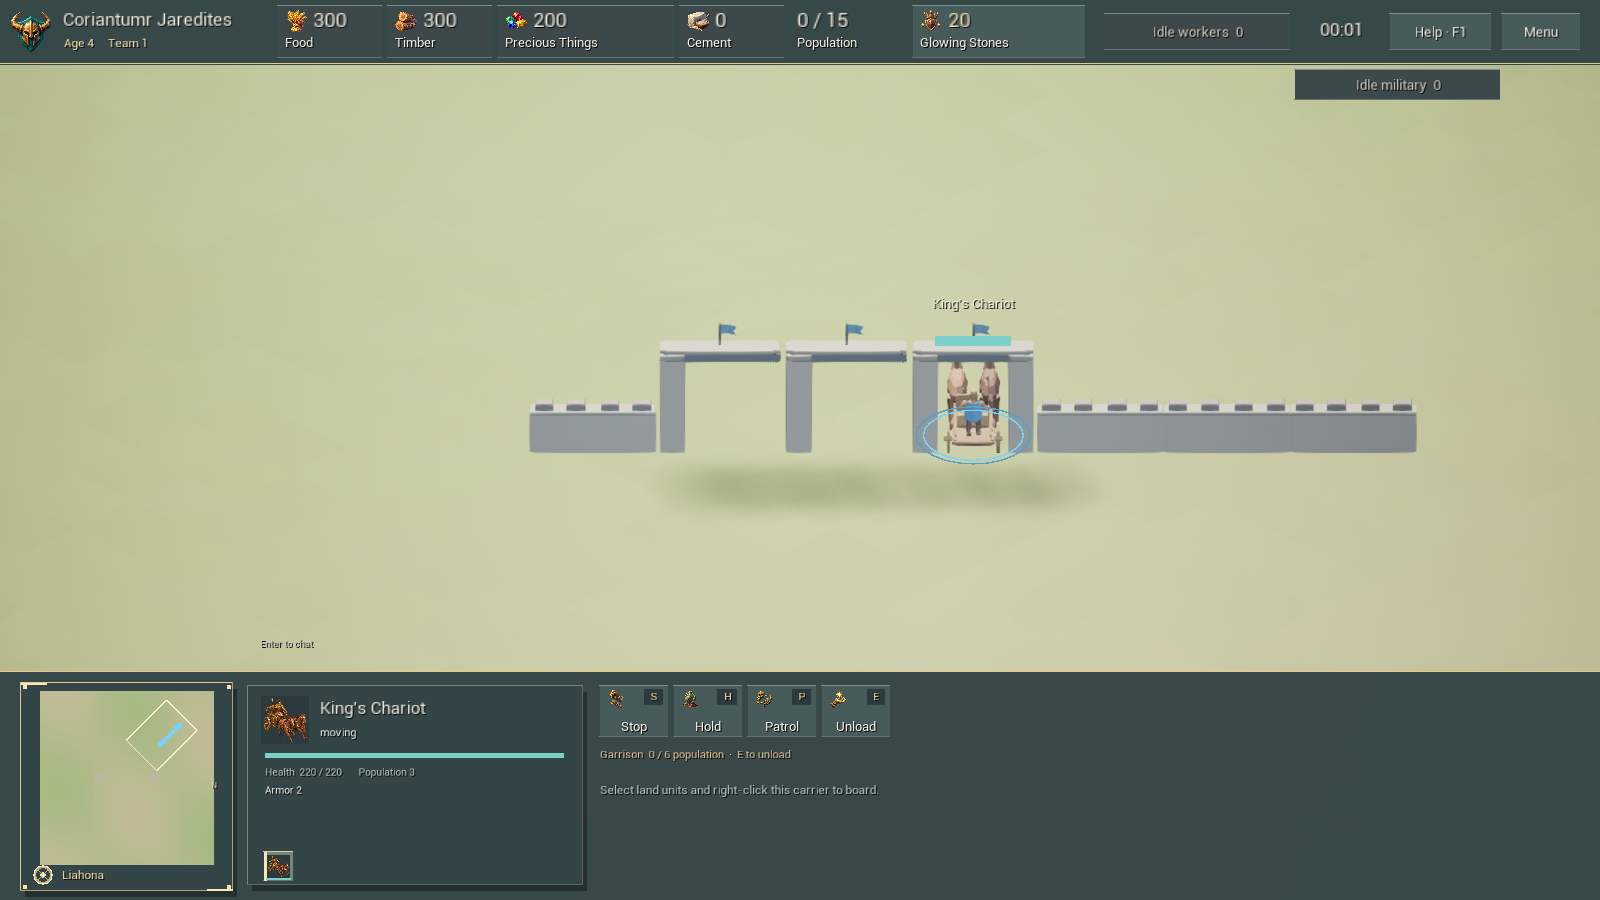 Coriantumr Jaredites
Age 4 Team 1
300
Food
300
Timber
200
Precious Things
0
Cement
0 / 15
Population
20
Glowing Stones
Idle workers 0
00:01
Help · F1
Menu
Idle military 0
King's Chariot
Enter to chat
N
Liahona
King's Chariot
moving
Health 220 / 220 Population 3
Armor 2
S
Stop
H
Hold
P
Patrol
E
Unload
Garrison 0 / 6 population · E to unload
Select land units and right-click this carrier to board.